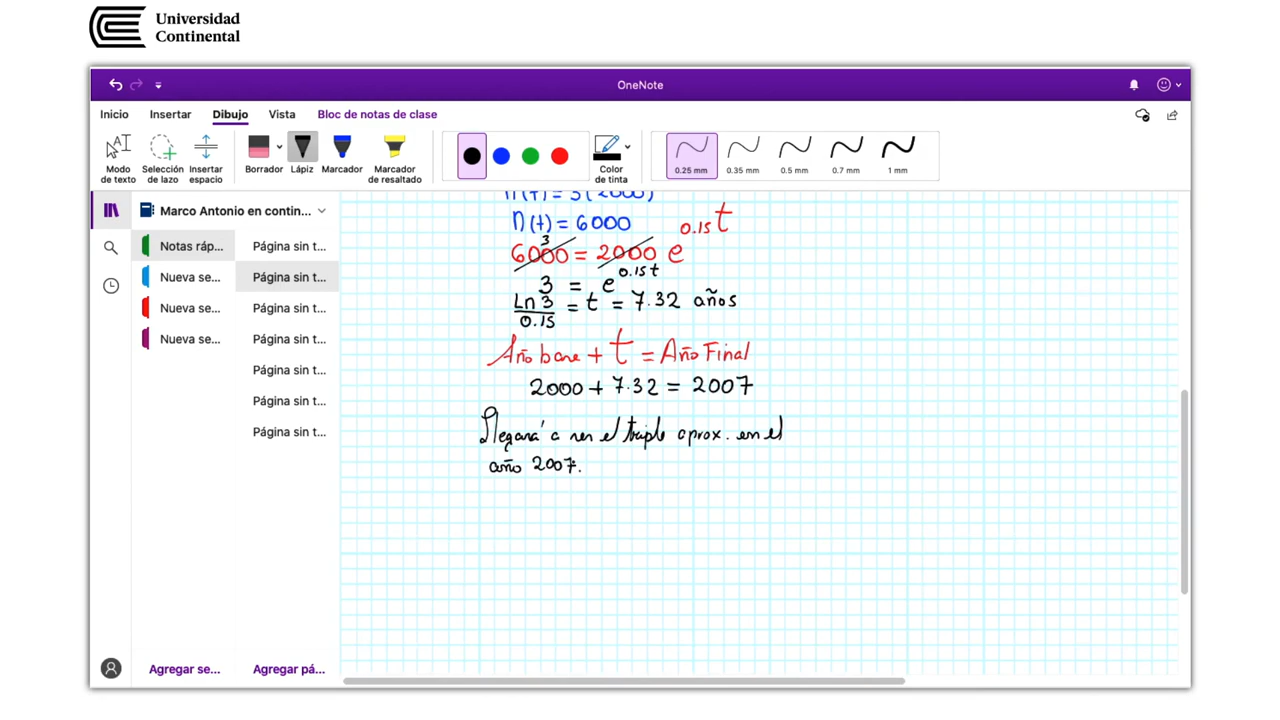 Universidad
Continental
OneNote
Inicio Insertar Dibujo Vista Bloc de notas de clase
Modo de texto Selección de lazo Insertar espacio Borrador Lápiz Marcador Marcador de resaltado Color de tinta 0.25 mm 0.35 mm 0.5 mm 0.7 mm 1 mm
Marco Antonio en contin...
Notas ráp... Página sin t...
Nueva se... Página sin t...
Nueva se... Página sin t...
Nueva se... Página sin t...
Página sin t...
Página sin t...
Página sin t...
n(t) = 3(2000)
n(t) = 6000
6000 = 2000 e 0.15t
3
3 = e 0.15t
Ln 3 / 0.15 = t = 7.32 años
Año base + t = Año Final
2000 + 7.32 = 2007
Llegará a ser el triple aprox. en el
año 2007.
Agregar se... Agregar pá...